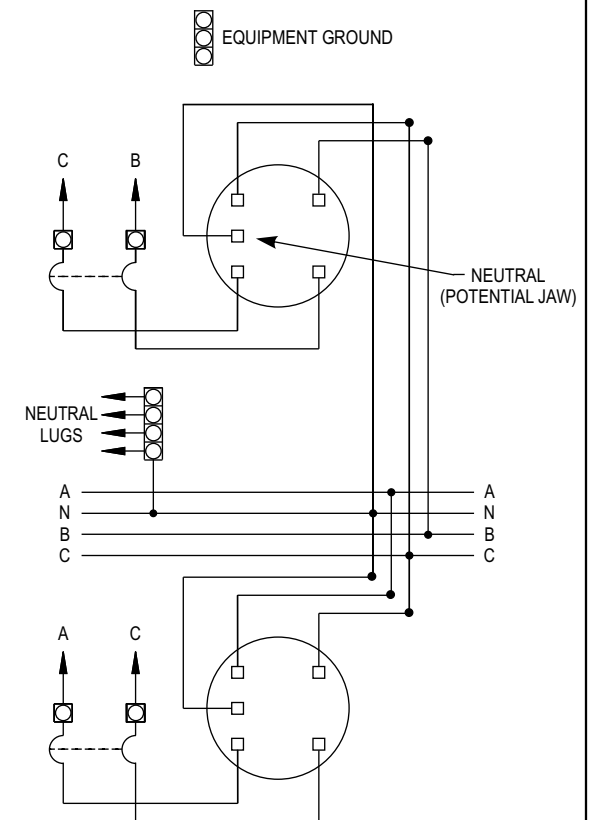 EQUIPMENT GROUND
C B
NEUTRAL
(POTENTIAL JAW)
NEUTRAL
LUGS
A A
N N
B B
C C
A C